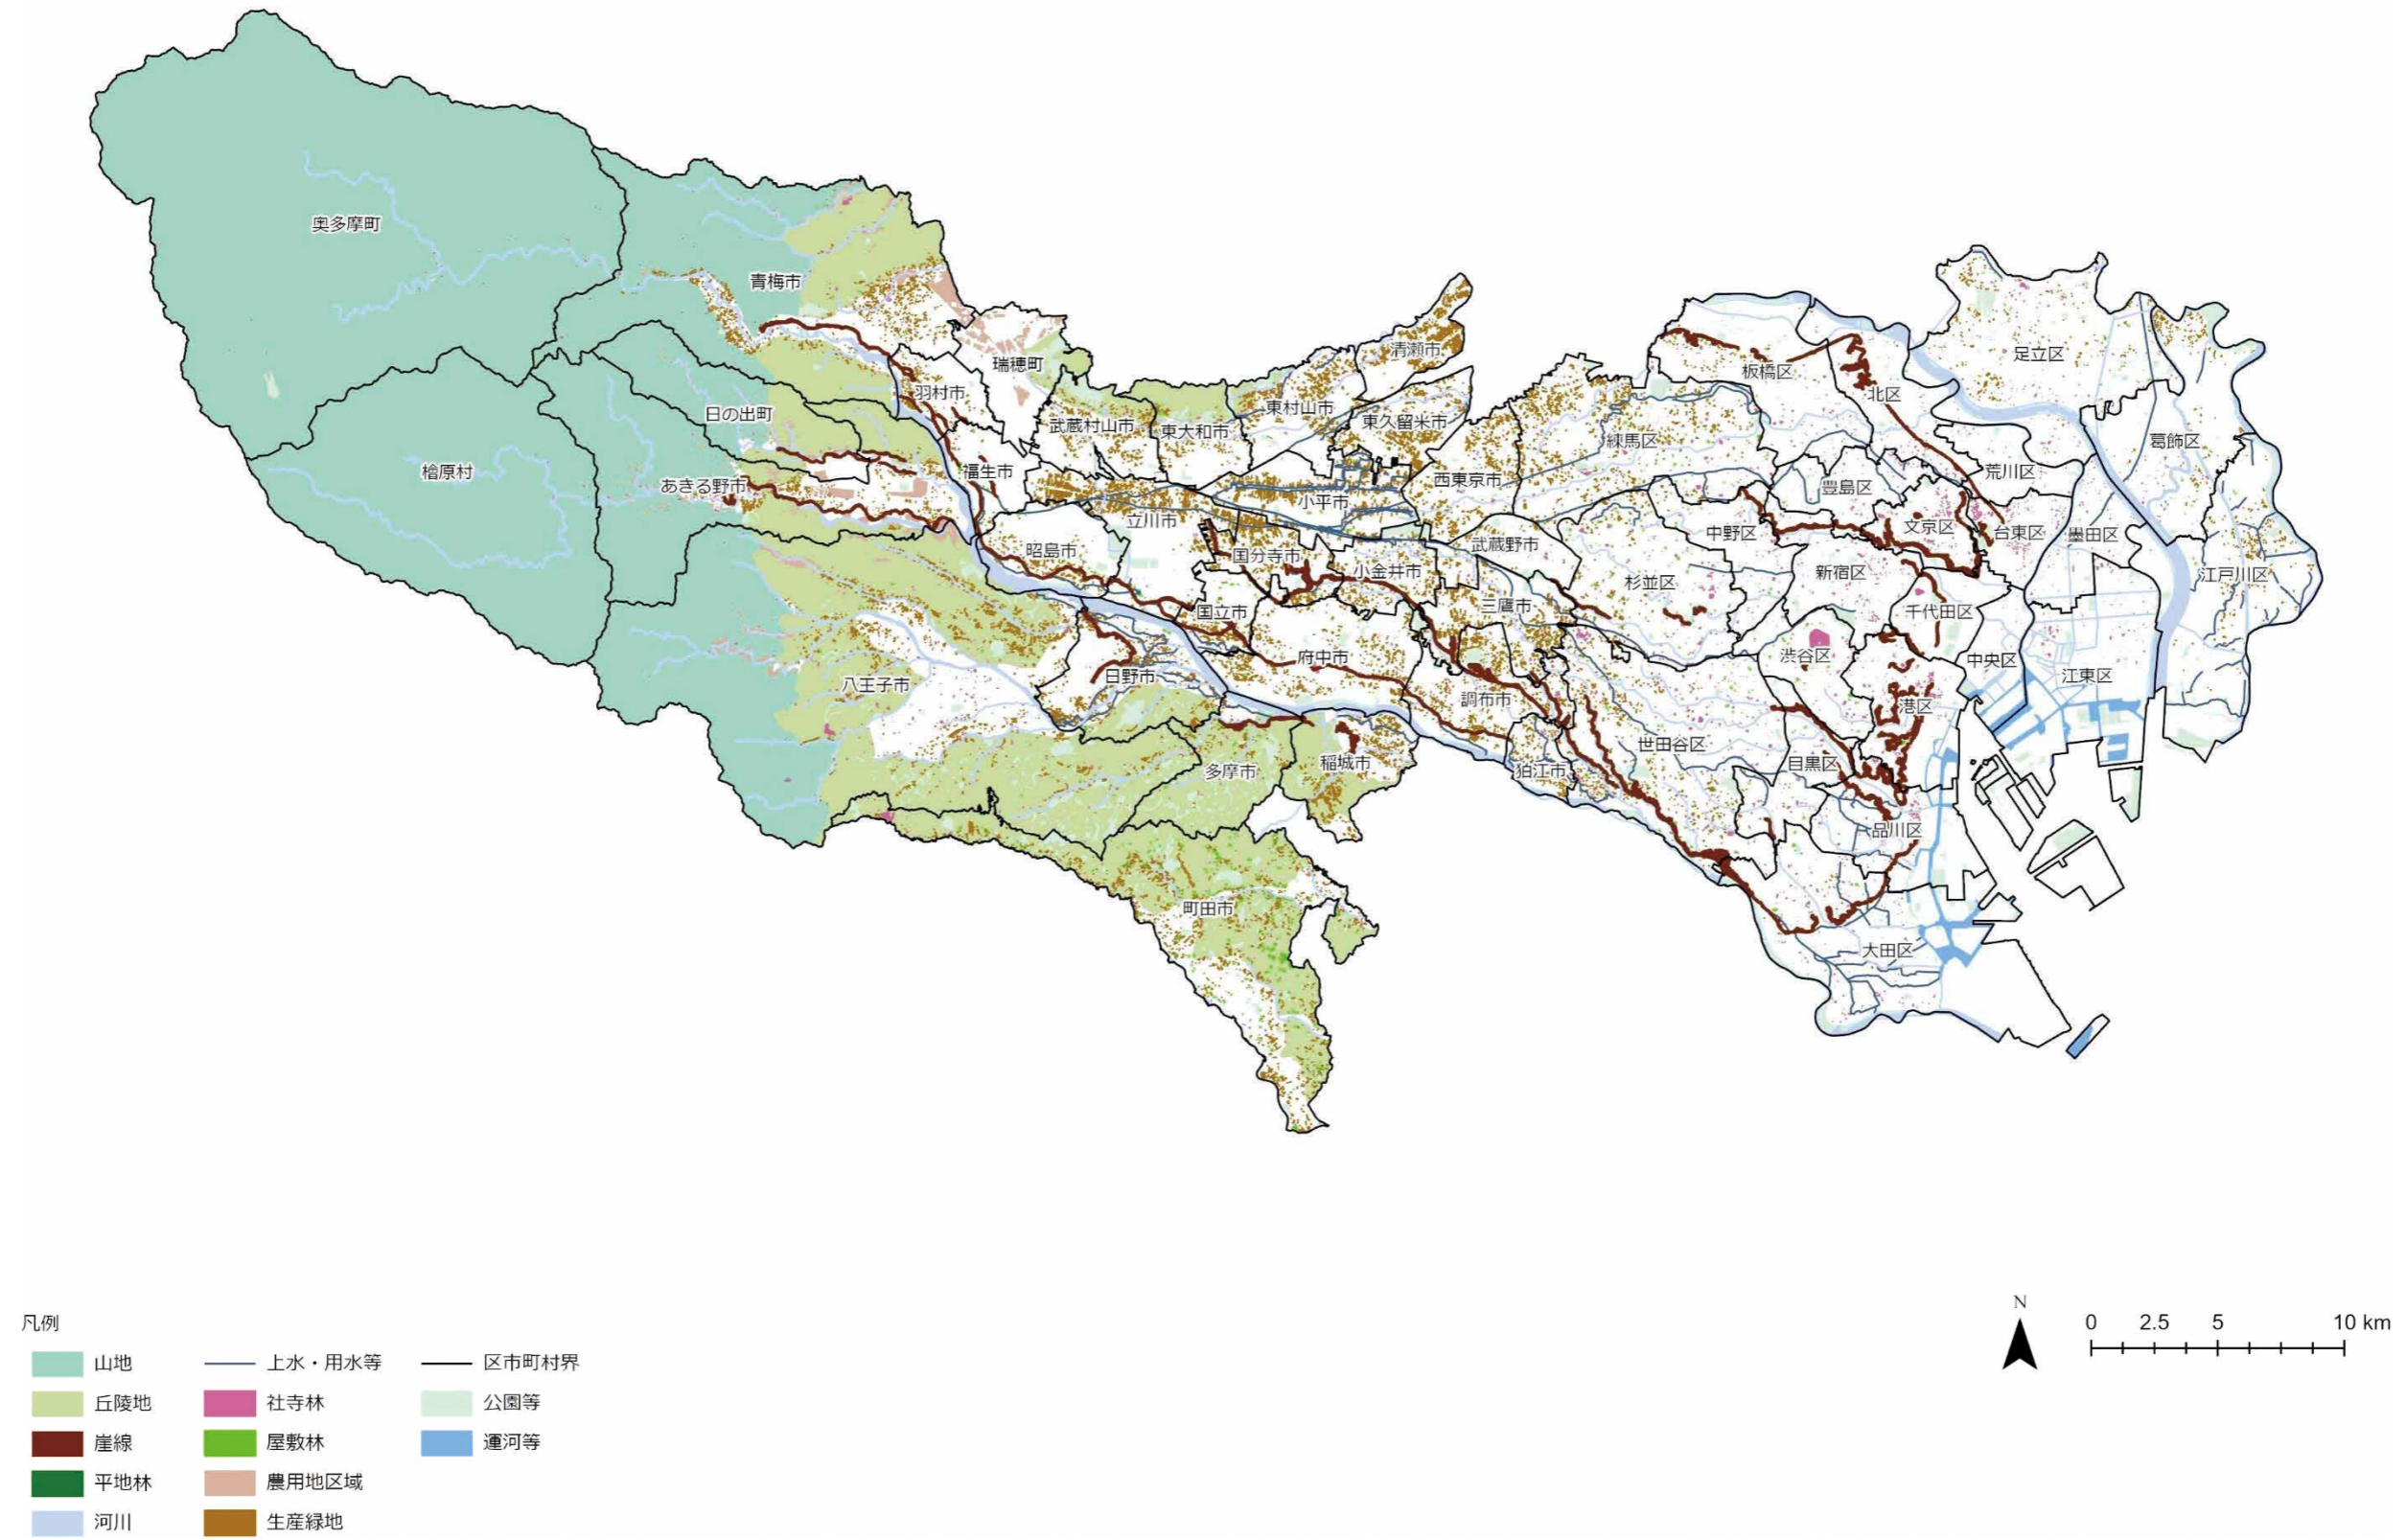 奥多摩町
青梅市
瑞穂町
羽村市
日の出町
檜原村
あきる野市
福生市
武蔵村山市
東大和市
東村山市
清瀬市
東久留米市
西東京市
小平市
立川市
昭島市
国分寺市
小金井市
武蔵野市
三鷹市
国立市
府中市
日野市
八王子市
調布市
多摩市
稲城市
狛江市
町田市
板橋区
北区
足立区
練馬区
葛飾区
荒川区
豊島区
中野区
文京区
台東区
墨田区
杉並区
新宿区
江戸川区
千代田区
渋谷区
中央区
江東区
港区
世田谷区
目黒区
品川区
大田区
凡例
山地
丘陵地
崖線
平地林
河川
上水・用水等
社寺林
屋敷林
農用地区域
生産緑地
区市町村界
公園等
運河等
N
0 2.5 5 10 km